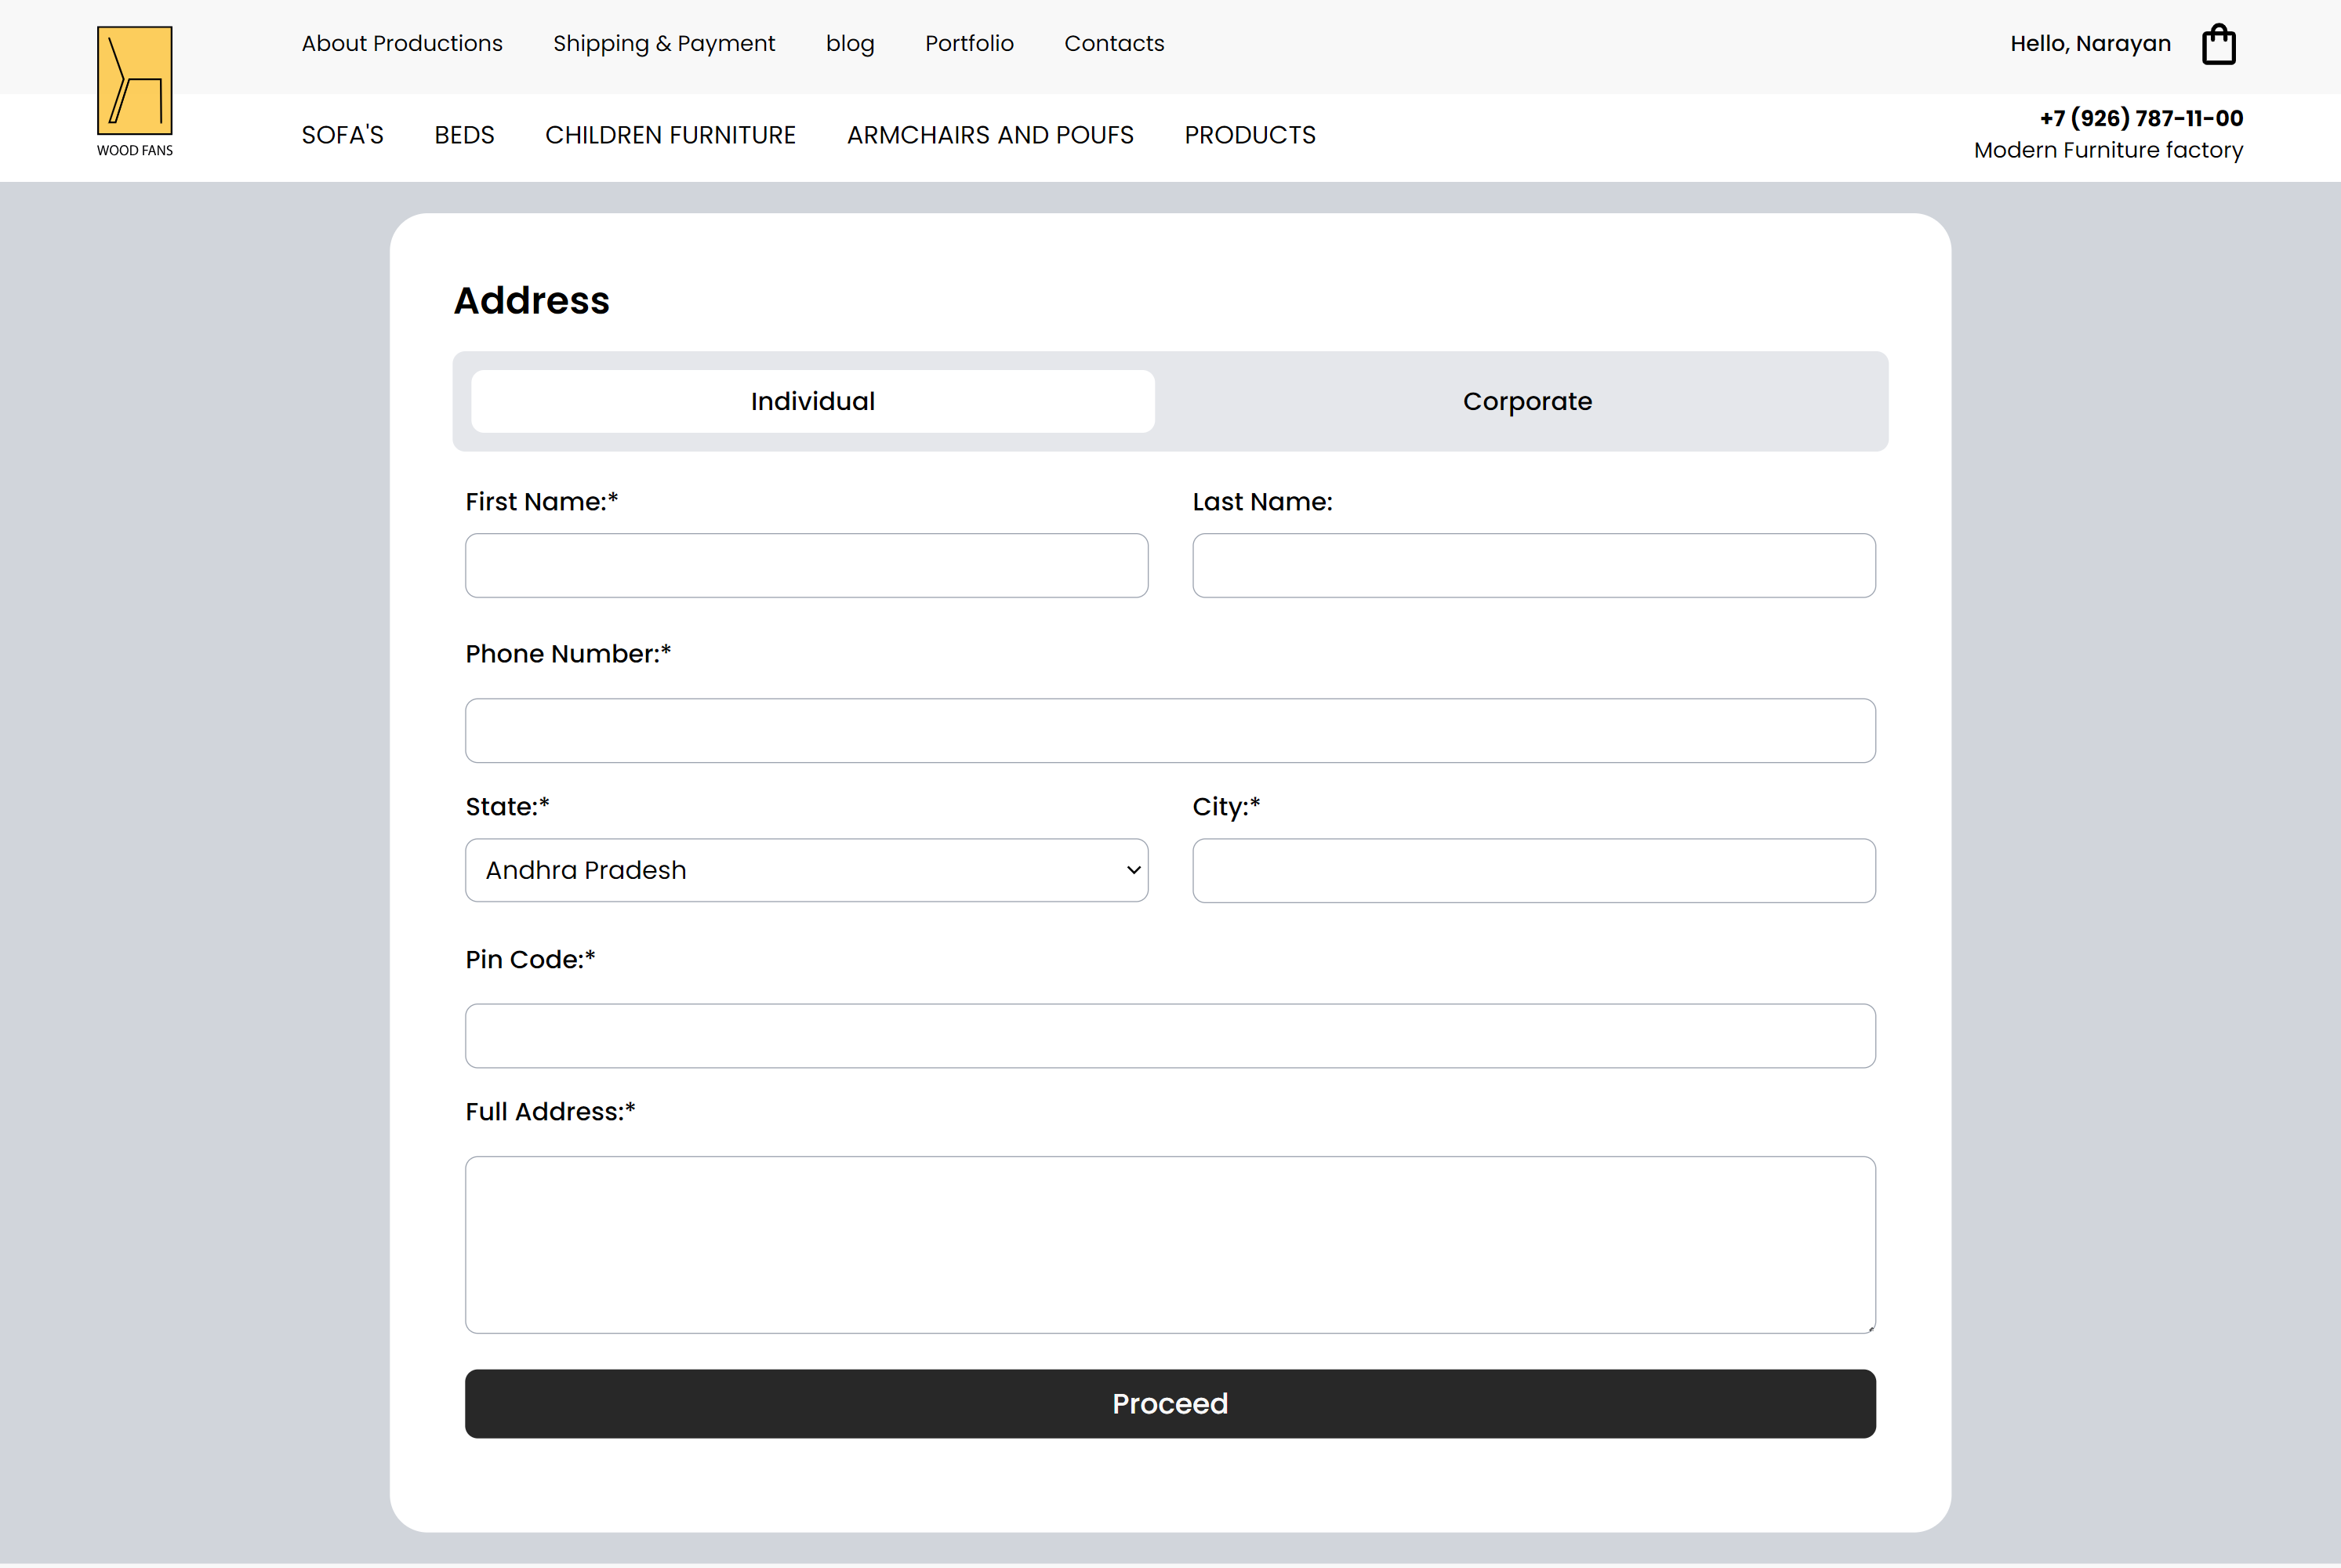 About Productions Shipping & Payment blog Portfolio Contacts Hello, Narayan
WOOD FANS
SOFA'S BEDS CHILDREN FURNITURE ARMCHAIRS AND POUFS PRODUCTS
+7 (926) 787-11-00
Modern Furniture factory
Address
Individual Corporate
First Name:* Last Name:
Phone Number:*
State:* City:*
Andhra Pradesh
Pin Code:*
Full Address:*
Proceed